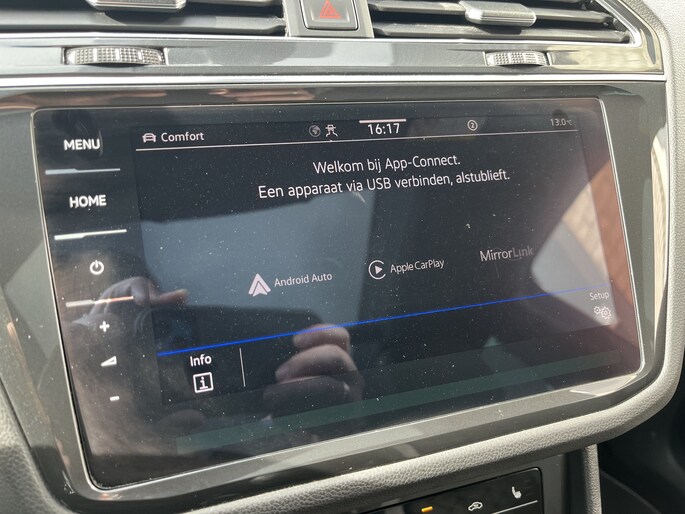 MENU
HOME
Comfort
16:17
2
13.0°C
Welkom bij App-Connect.
Een apparaat via USB verbinden, alstublieft.
Android Auto
Apple CarPlay
MirrorLink
Setup
Info